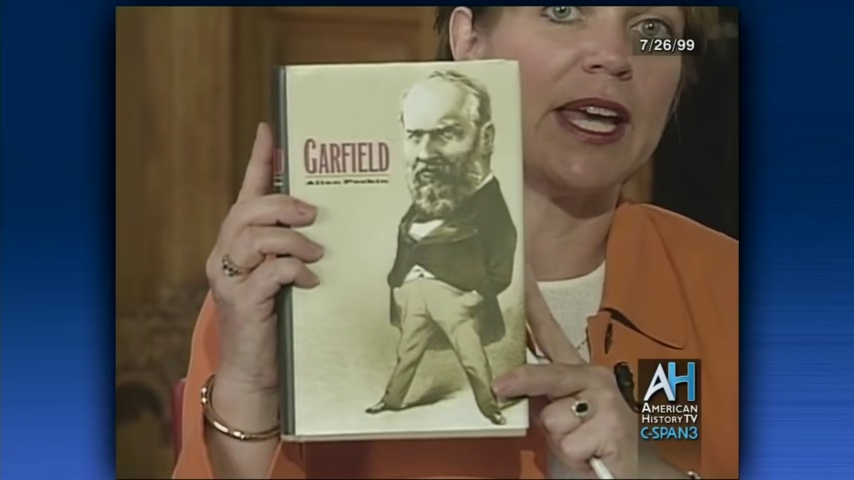 7/26/99
GARFIELD
Allan Peskin
AH
AMERICAN
HISTORY TV
C-SPAN3